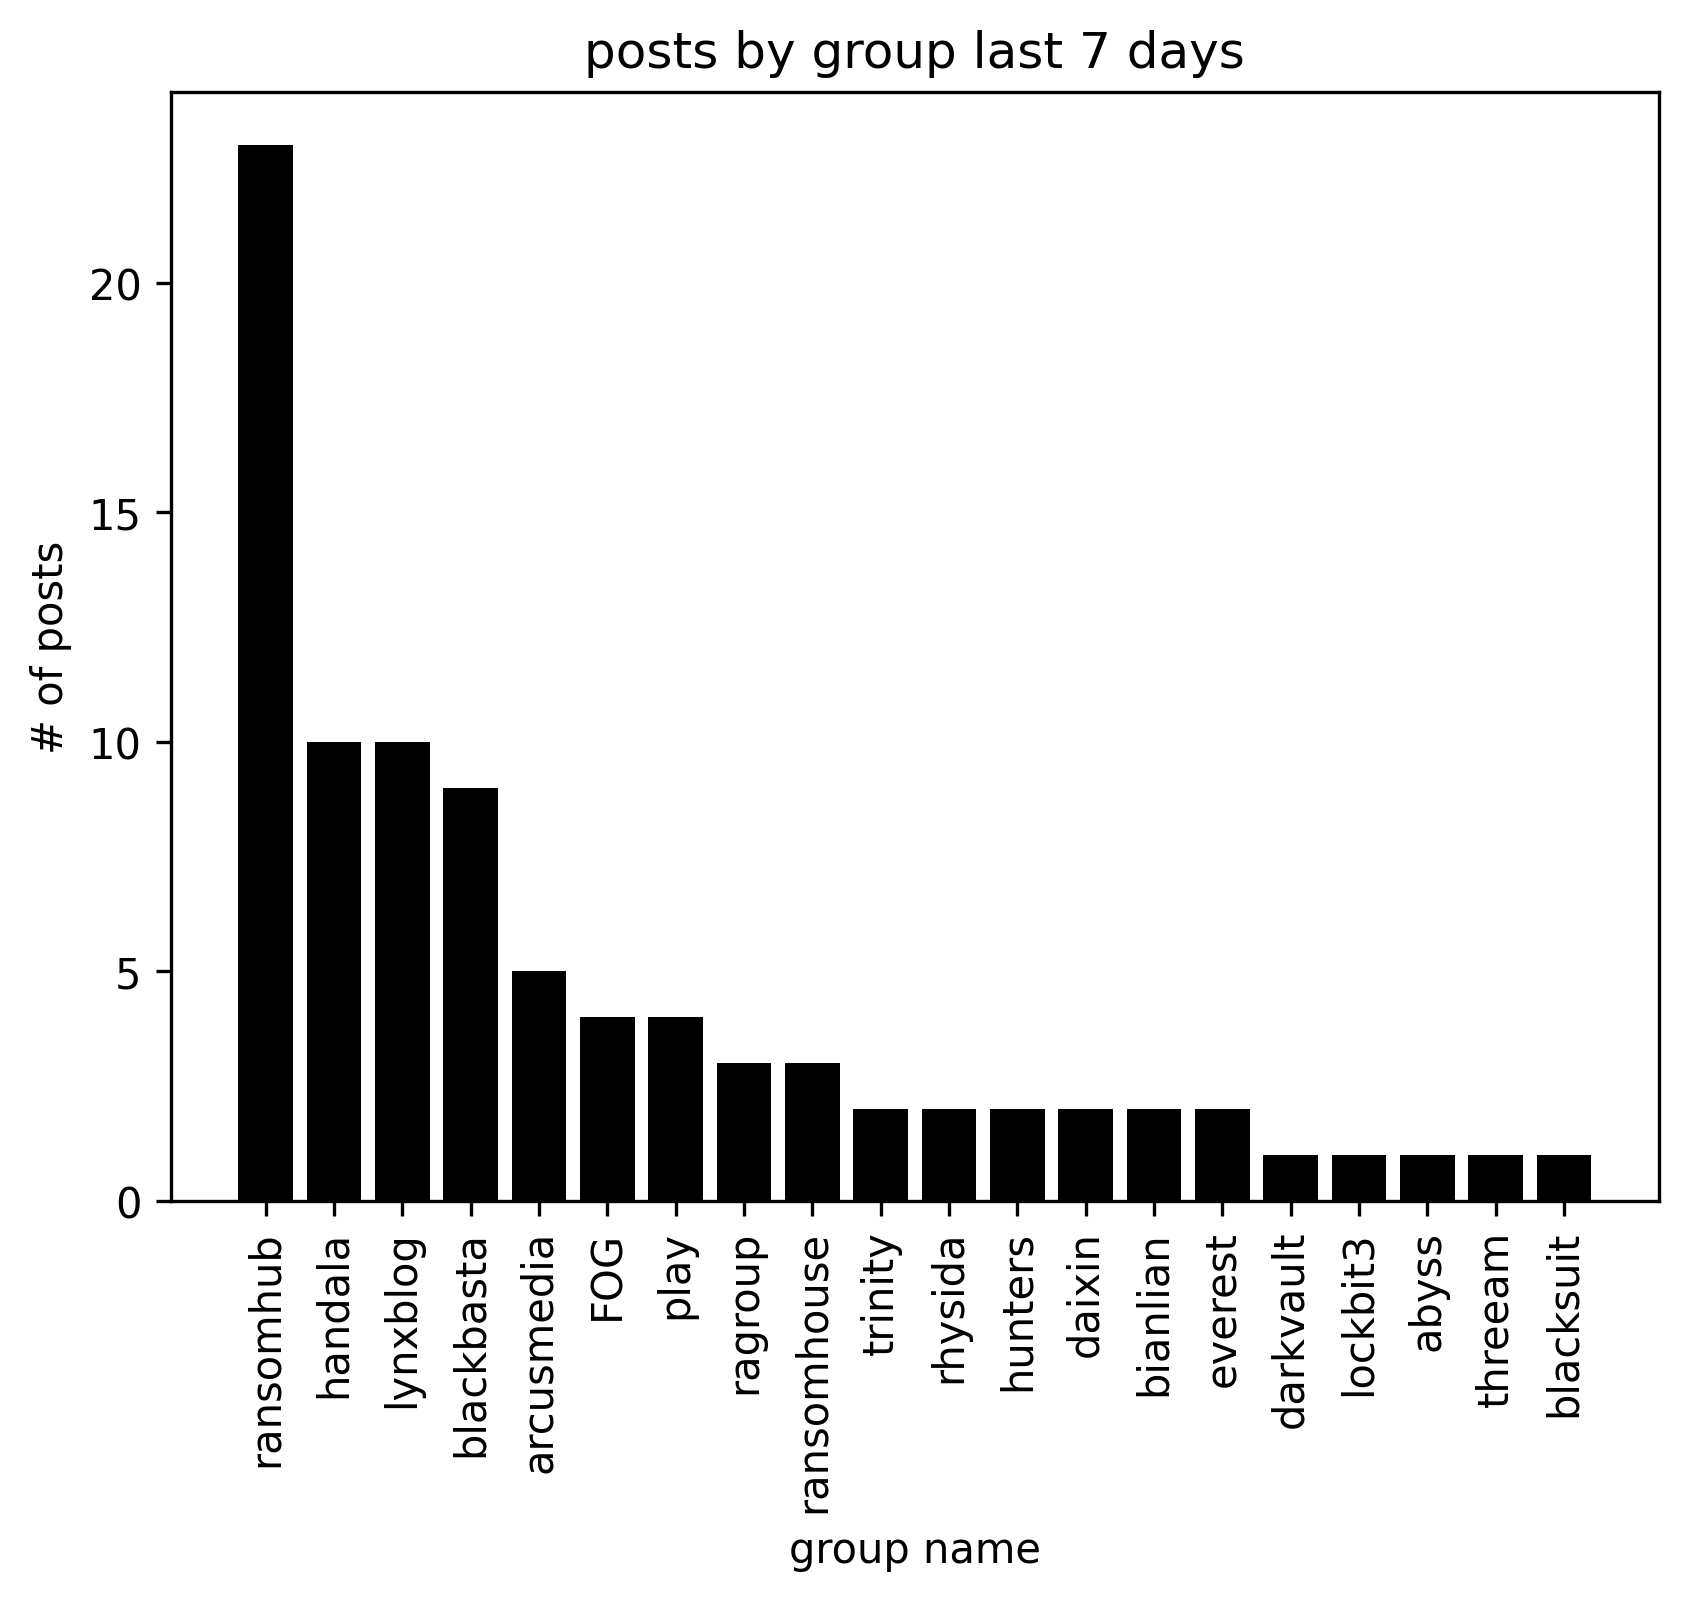 posts by group last 7 days
# of posts
20
15
10
5
0
ransomhub
handala
lynxblog
blackbasta
arcusmedia
FOG
play
ragroup
ransomhouse
trinity
rhysida
hunters
daixin
bianlian
everest
darkvault
lockbit3
abyss
threeam
blacksuit
group name